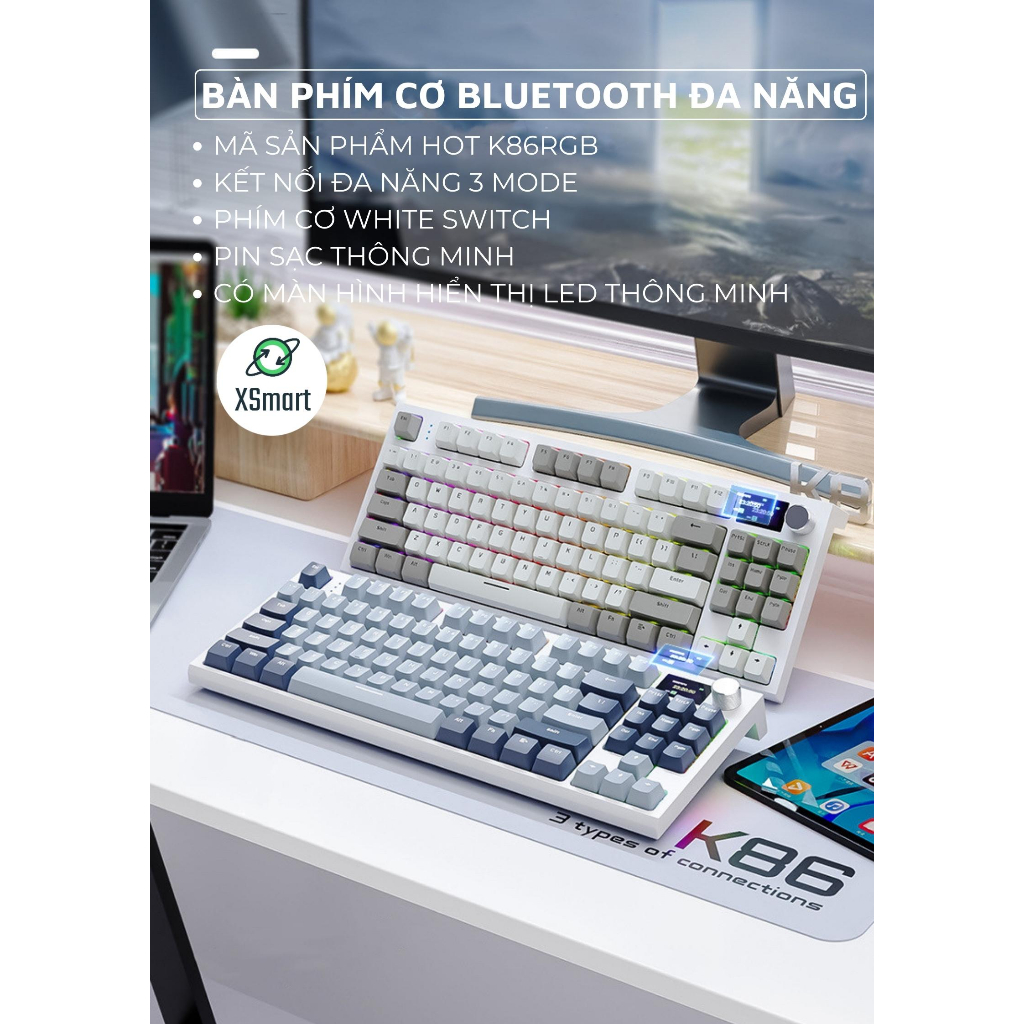 BÀN PHÍM CƠ BLUETOOTH ĐA NĂNG
• MÃ SẢN PHẨM HOT K86RGB
• KẾT NỐI ĐA NĂNG 3 MODE
• PHÍM CƠ WHITE SWITCH
• PIN SẠC THÔNG MINH
• CÓ MÀN HÌNH HIỂN THỊ LED THÔNG MINH
XSmart
K86
3 types of connections